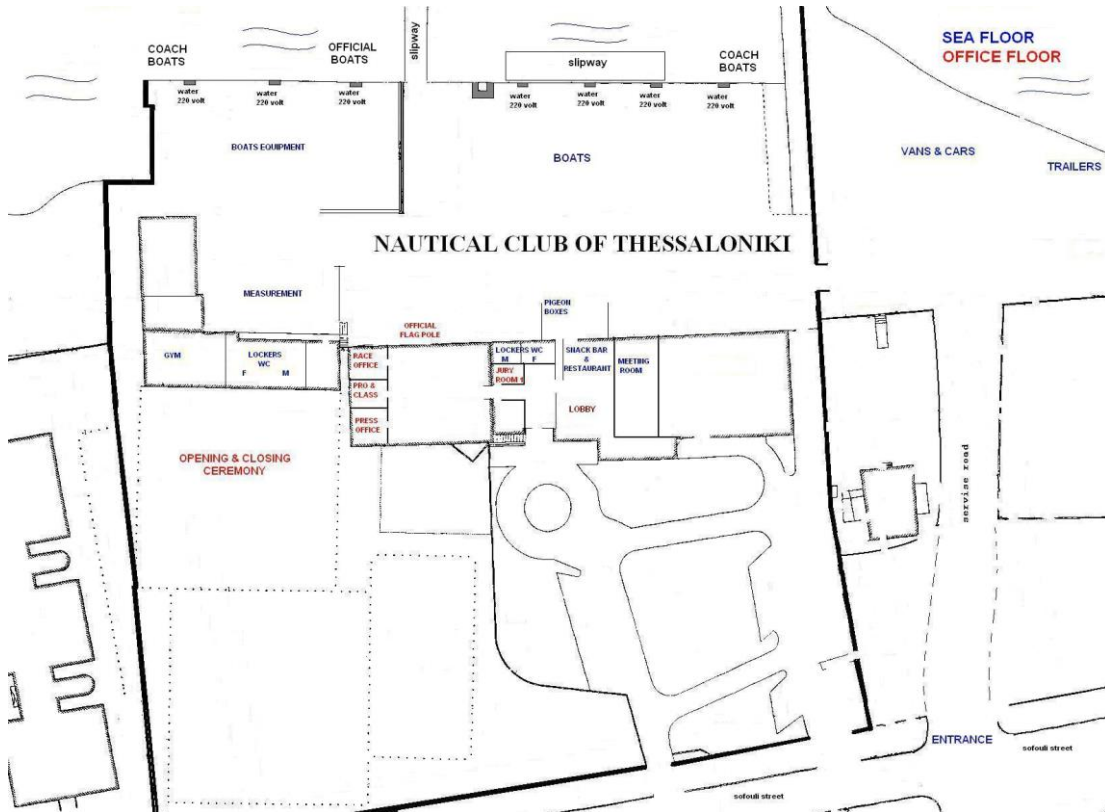 SEA FLOOR
OFFICE FLOOR
COACH
BOATS
OFFICIAL
BOATS
slipway
slipway
COACH
BOATS
water
220 volt
water
220 volt
water
220 volt
water
220 volt
water
220 volt
water
220 volt
water
220 volt
BOATS EQUIPMENT
BOATS
VANS & CARS
TRAILERS
NAUTICAL CLUB OF THESSALONIKI
MEASUREMENT
PIGEON
BOXES
OFFICIAL
FLAG POLE
GYM
LOCKERS
WC
F M
RACE
OFFICE
PRO &
CLASS
PRESS
OFFICE
LOCKERS WC
M F
JURY
ROOM 1
SNACK BAR
&
RESTAURANT
MEETING
ROOM
LOBBY
OPENING & CLOSING
CEREMONY
servise road
ENTRANCE
sofouli street
sofouli street